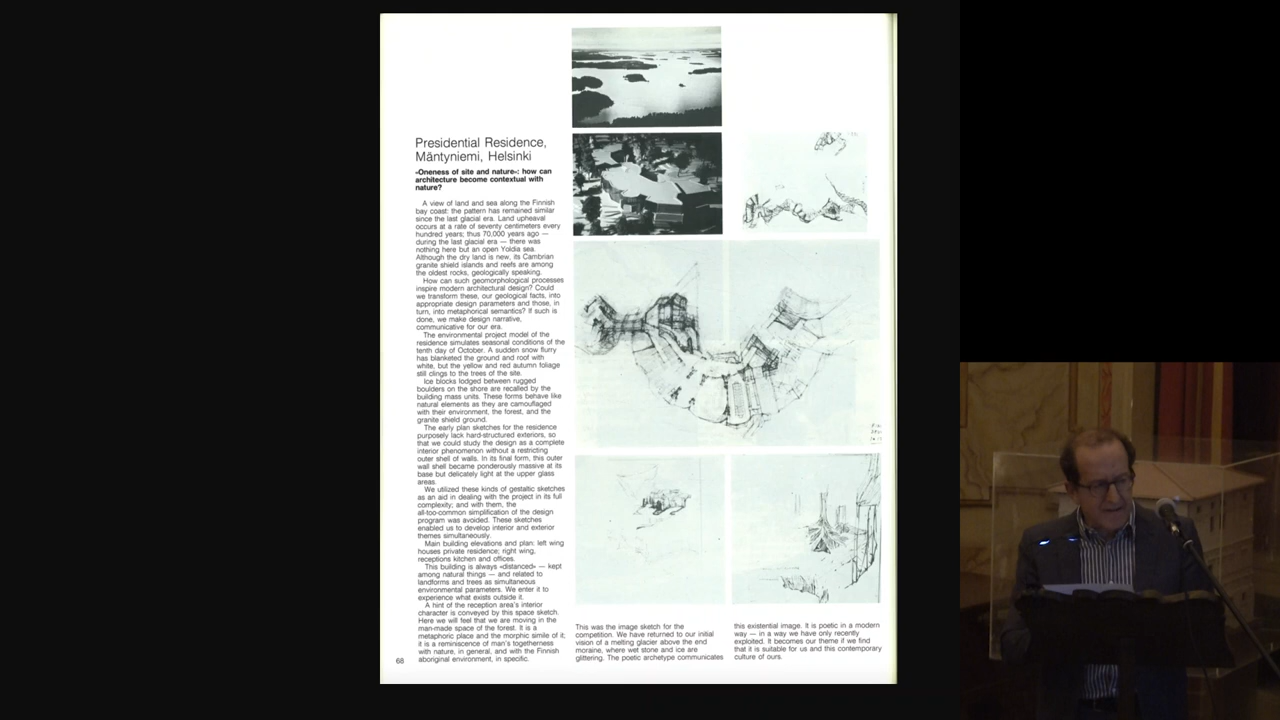 Presidential Residence,
Mäntyniemi, Helsinki
«Oneness of site and nature»: how can
architecture become contextual with
nature?
A view of land and sea along the Finnish
bay coast: the pattern has remained similar
since the last glacial era. Land upheaval
occurs at a rate of seventy centimeters every
hundred years; thus 70,000 years ago —
during the last glacial era — there was
nothing here but an open Yoldia sea.
Although the dry land is new, its Cambrian
granite shield islands and reefs are among
the oldest rocks, geologically speaking.
How can such geomorphological processes
inspire modern architectural design? Could
we transform these, our geological facts, into
appropriate design parameters and those, in
turn, into metaphorical semantics? If such is
done, we make design narrative,
communicative for our era.
The environmental project model of the
residence simulates seasonal conditions of the
tenth day of October. A sudden snow flurry
has blanketed the ground and roof with
white, but the yellow and red autumn foliage
still clings to the trees of the site.
Ice blocks lodged between rugged
boulders on the shore are recalled by the
building mass units. These forms behave like
natural elements as they are camouflaged
with their environment, the forest, and the
granite shield ground.
The early plan sketches for the residence
purposely lack hard-structured exteriors, so
that we could study the design as a complete
interior phenomenon without a restricting
outer shell of walls. In its final form, this outer
wall shell became ponderously massive at its
base but delicately light at the upper glass
areas.
We utilized these kinds of gestaltic sketches
as an aid in dealing with the project in its full
complexity; and with them, the
all-too-common simplification of the design
program was avoided. These sketches
enabled us to develop interior and exterior
themes simultaneously.
Main building elevations and plan: left wing
houses private residence; right wing,
receptions kitchen and offices.
This building is always «distanced» — kept
among natural things — and related to
landforms and trees as simultaneous
environmental parameters. We enter it to
experience what exists outside it.
A hint of the reception area's interior
character is conveyed by this space sketch.
Here we will feel that we are moving in the
man-made space of the forest. It is a
metaphoric place and the morphic simile of it;
it is a reminiscence of man's togetherness
with nature, in general, and with the Finnish
aboriginal environment, in specific.
68
This was the image sketch for the
competition. We have returned to our initial
vision of a melting glacier above the end
moraine, where wet stone and ice are
glittering. The poetic archetype communicates
this existential image. It is poetic in a modern
way — in a way we have only recently
exploited. It becomes our theme if we find
that it is suitable for us and this contemporary
culture of ours.